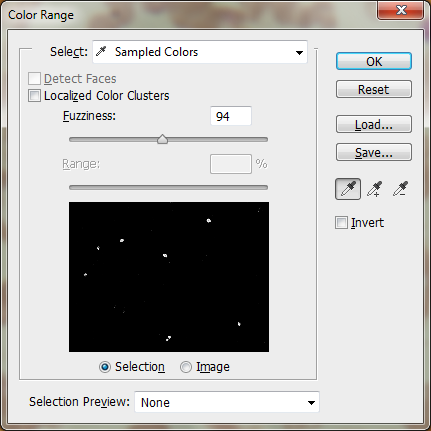 Color Range
Select: Sampled Colors
OK
Detect Faces
Reset
Localized Color Clusters
Fuzziness: 94
Load...
Save...
Range: %
Invert
Selection Image
Selection Preview: None